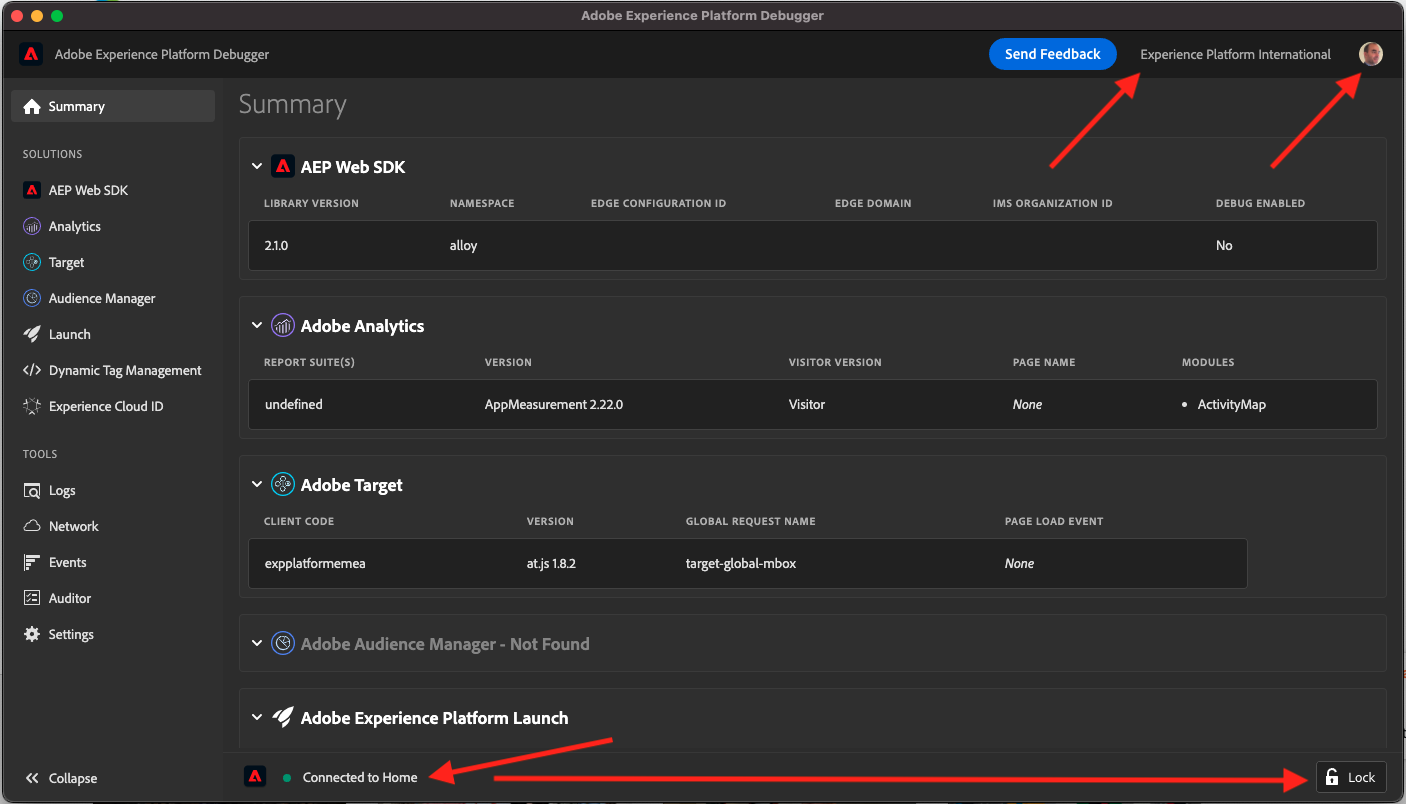 Adobe Experience Platform Debugger
Adobe Experience Platform Debugger
Send Feedback
Experience Platform International
Summary
SOLUTIONS
AEP Web SDK
Analytics
Target
Audience Manager
Launch
Dynamic Tag Management
Experience Cloud ID
TOOLS
Logs
Network
Events
Auditor
Settings
Collapse
Summary
AEP Web SDK
LIBRARY VERSION NAMESPACE EDGE CONFIGURATION ID EDGE DOMAIN IMS ORGANIZATION ID DEBUG ENABLED
2.1.0 alloy No
Adobe Analytics
REPORT SUITE(S) VERSION VISITOR VERSION PAGE NAME MODULES
undefined AppMeasurement 2.22.0 Visitor None • ActivityMap
Adobe Target
CLIENT CODE VERSION GLOBAL REQUEST NAME PAGE LOAD EVENT
expplatformemea at.js 1.8.2 target-global-mbox None
Adobe Audience Manager - Not Found
Adobe Experience Platform Launch
Connected to Home
Lock